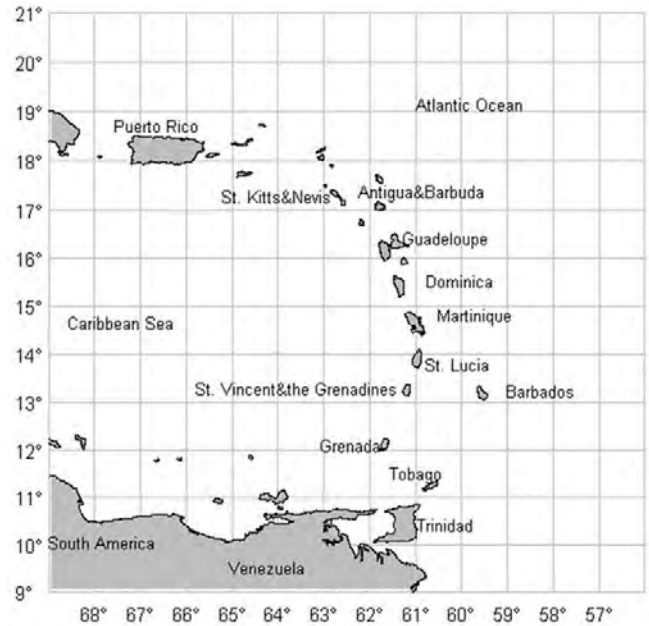 21°
20°
19°
Atlantic Ocean
Puerto Rico
18°
Antigua&Barbuda
St. Kitts&Nevis
17°
Guadeloupe
16°
Dominica
15°
Martinique
Caribbean Sea
14°
St. Lucia
St. Vincent&the Grenadines
Barbados
13°
Grenada
12°
Tobago
11°
Trinidad
10°
South America
Venezuela
9°
68° 67° 66° 65° 64° 63° 62° 61° 60° 59° 58° 57°